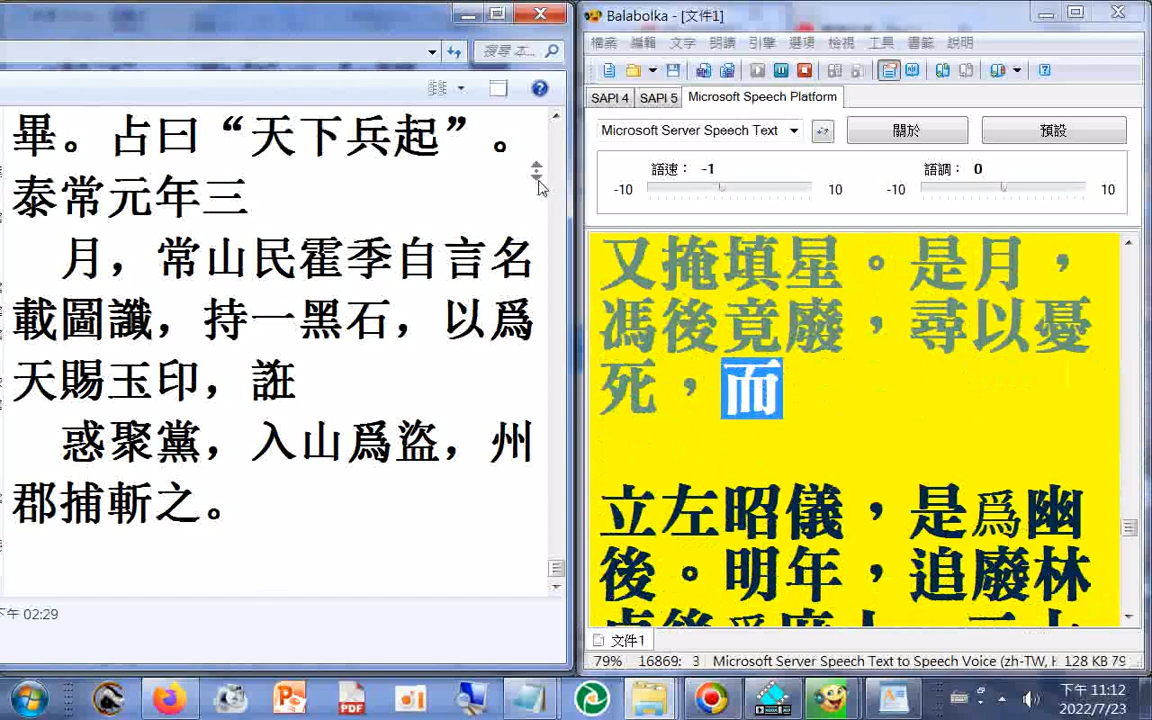 搜尋 本...
畢。占曰“天下兵起”。
泰常元年三
月，常山民霍季自言名
載圖讖，持一黑石，以爲
天賜玉印，誑
惑聚黨，入山爲盜，州
郡捕斬之。
下午 02:29
Balabolka - [文件1]
檔案 編輯 文字 朗讀 引擎 選項 檢視 工具 書籤 說明
SAPI 4 SAPI 5 Microsoft Speech Platform
Microsoft Server Speech Text 關於 預設
語速： -1 語調： 0
-10 10 -10 10
又掩填星。是月，
馮後竟廢，尋以憂
死，而
立左昭儀，是爲幽
後。明年，追廢林
文件1
79% 16869: 3 Microsoft Server Speech Text to Speech Voice (zh-TW, H 128 KB 79
PDF
下午 11:12
2022/7/23